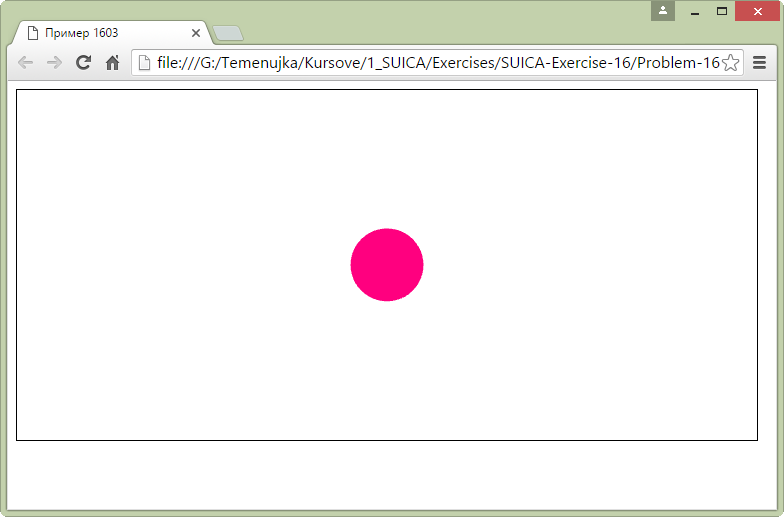 Пример 1603
file:///G:/Temenujka/Kursove/1_SUICA/Exercises/SUICA-Exercise-16/Problem-16